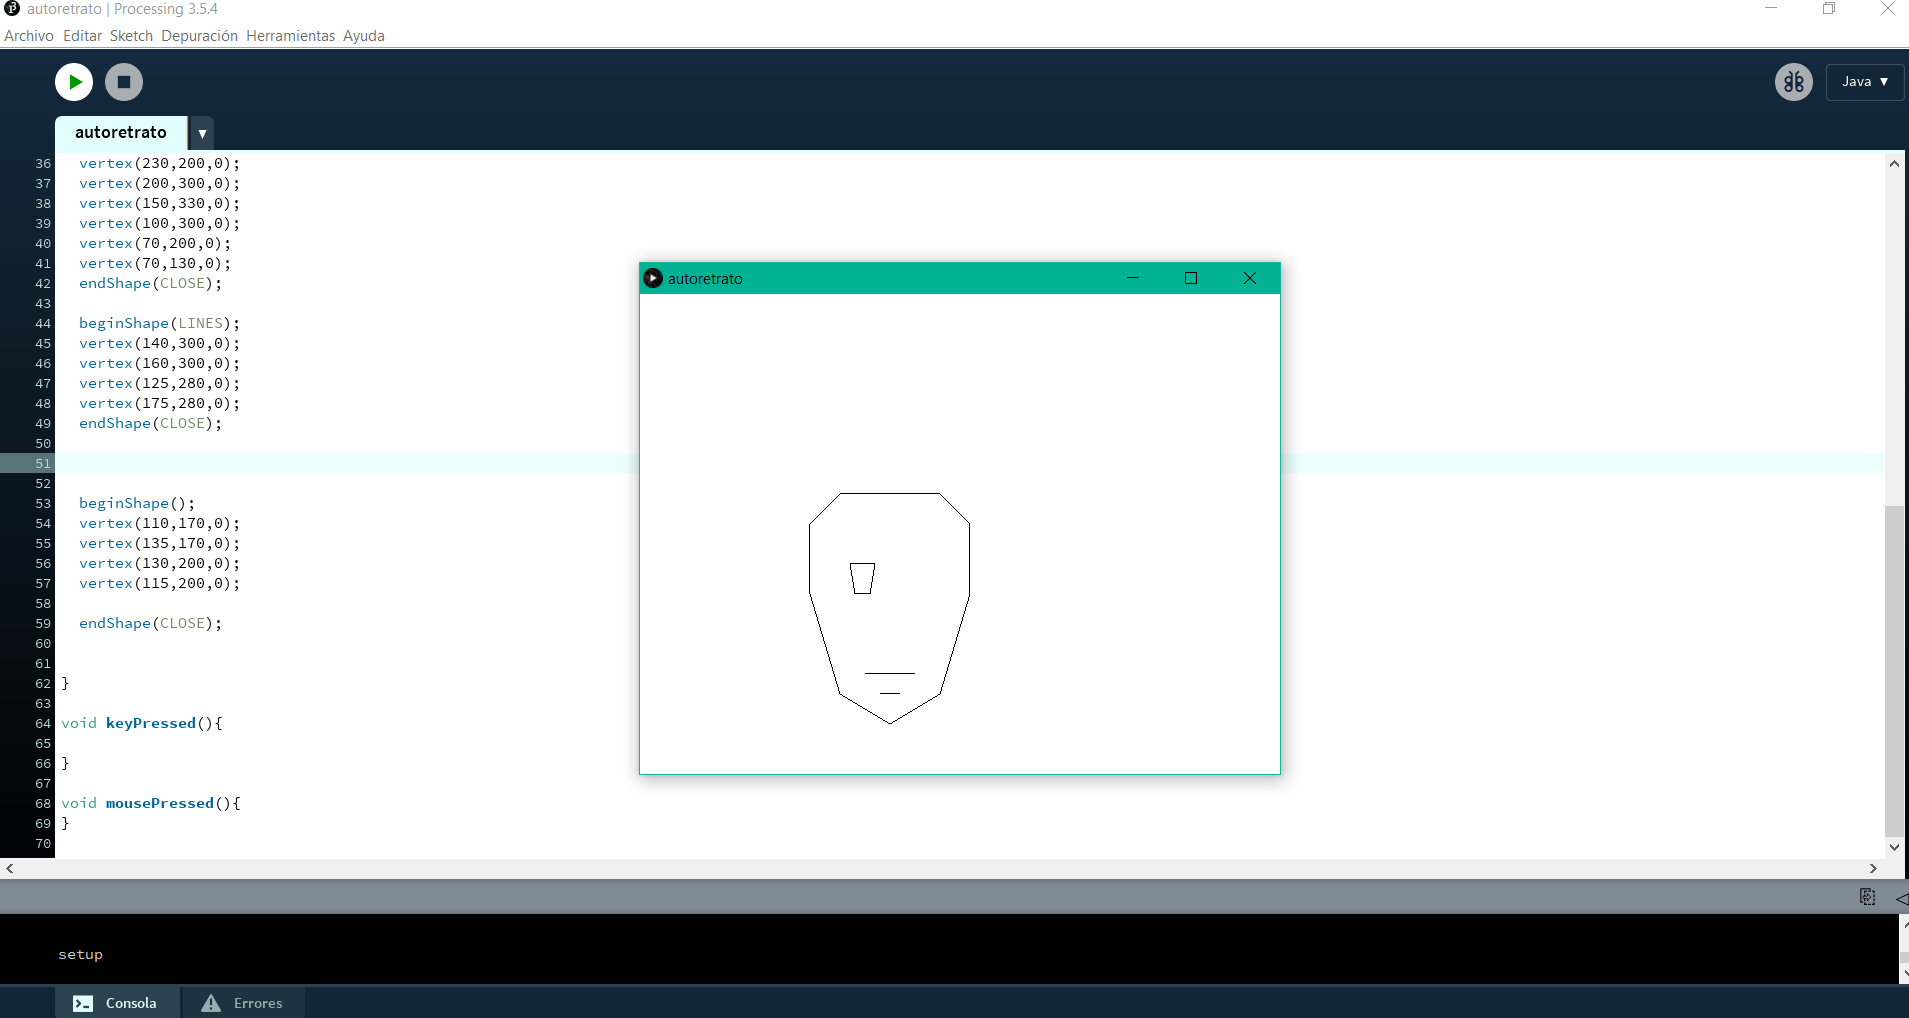 autoretrato | Processing 3.5.4
Archivo Editar Sketch Depuración Herramientas Ayuda
Java ▼
autoretrato ▼
36 vertex(230,200,0);
37 vertex(200,300,0);
38 vertex(150,330,0);
39 vertex(100,300,0);
40 vertex(70,200,0);
41 vertex(70,130,0);
42 endShape(CLOSE);
43
44 beginShape(LINES);
45 vertex(140,300,0);
46 vertex(160,300,0);
47 vertex(125,280,0);
48 vertex(175,280,0);
49 endShape(CLOSE);
50
51
52
53 beginShape();
54 vertex(110,170,0);
55 vertex(135,170,0);
56 vertex(130,200,0);
57 vertex(115,200,0);
58
59 endShape(CLOSE);
60
61
62 }
63
64 void keyPressed(){
65
66 }
67
68 void mousePressed(){
69 }
70
autoretrato
setup
Consola Errores